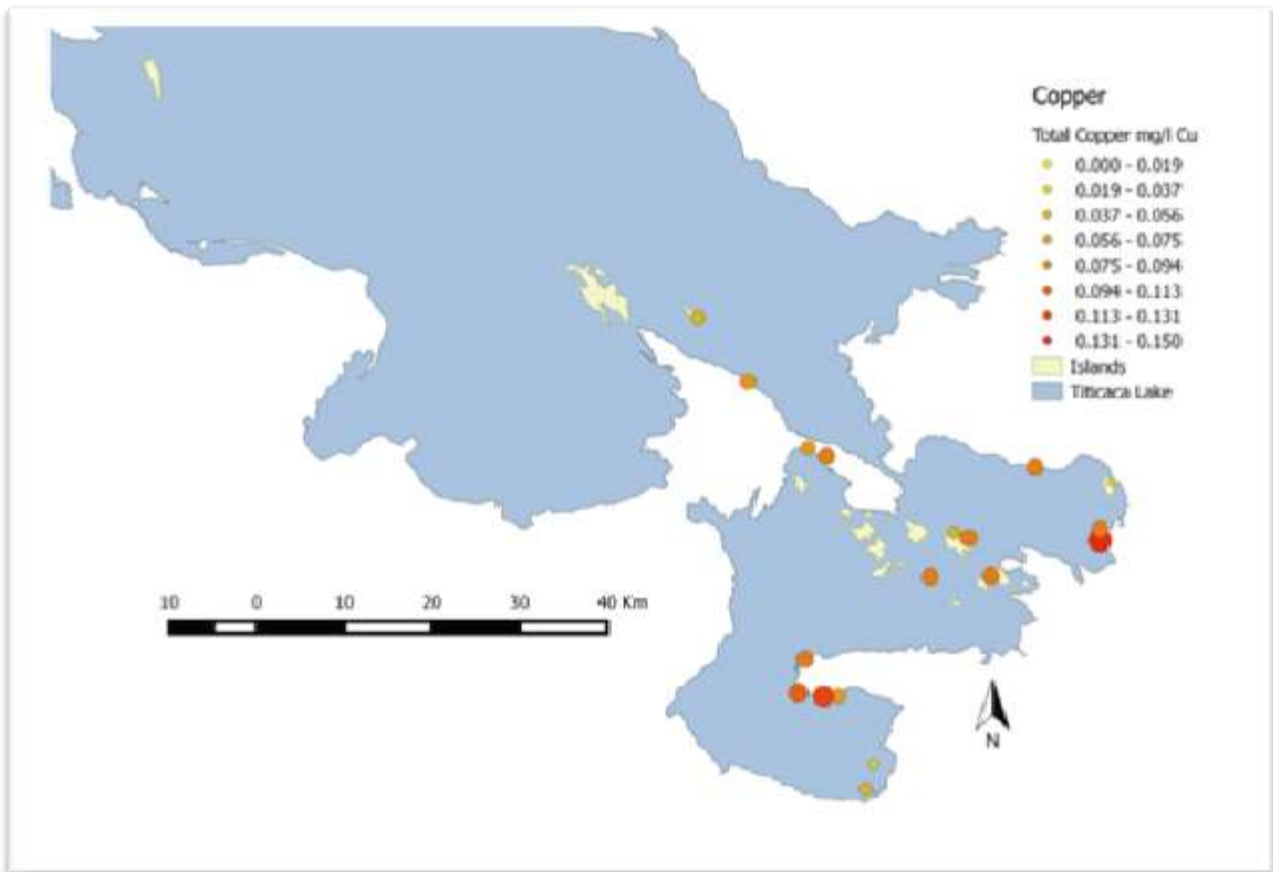 Copper
Total Copper mg/l Cu
0.000 - 0.019
0.019 - 0.037
0.037 - 0.056
0.056 - 0.075
0.075 - 0.094
0.094 - 0.113
0.113 - 0.131
0.131 - 0.150
Islands
Titicaca Lake
10 0 10 20 30 40 Km
N